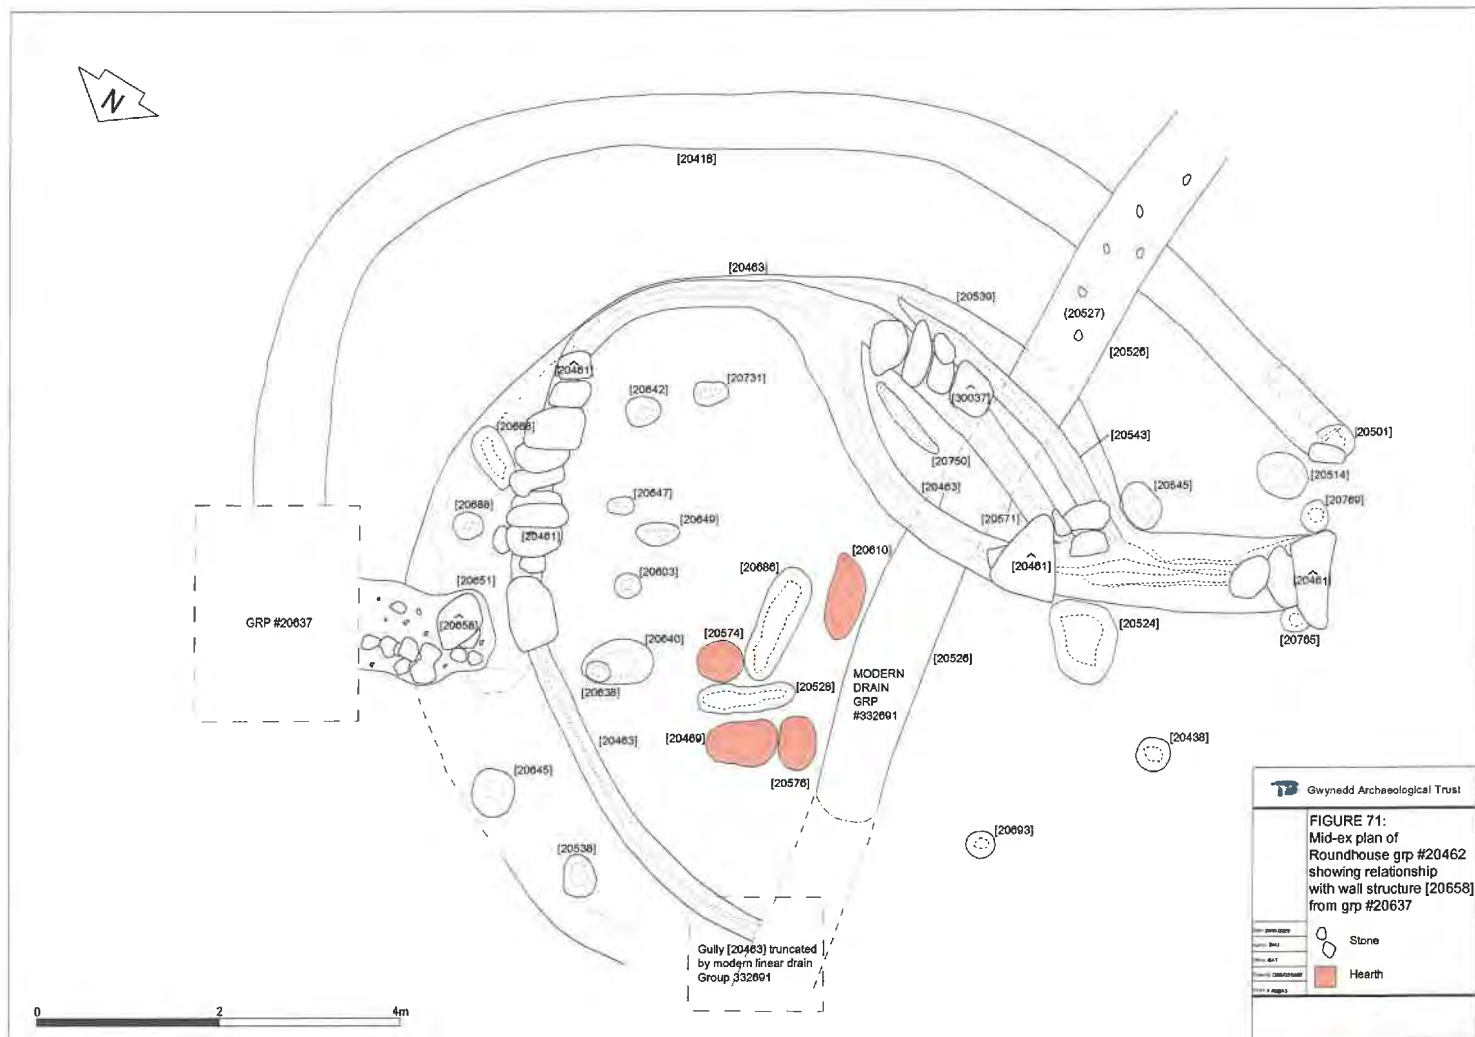 N
[20418]
[20463]
[20539]
(20527)
[20526]
[20461]
[20642]
[20731]
[30037]
[20668]
[20543]
[20501]
[20750]
[20514]
[20463]
[20545]
[20769]
[20688]
[20647]
[20649]
[20461]
[20571]
[20610]
[20686]
[20603]
[20651]
[20461]
[20461]
GRP #20637
[20658]
[20574]
[20640]
[20524]
[20765]
[20638]
[20526]
MODERN
DRAIN
GRP
#332691
[20528]
[20463]
[20469]
[20438]
[20645]
[20576]
[20693]
[20538]
Gully [20463] truncated
by modern linear drain
Group 332691
0 2 4m
Gwynedd Archaeological Trust
FIGURE 71:
Mid-ex plan of
Roundhouse grp #20462
showing relationship
with wall structure [20658]
from grp #20637
Stone
Hearth